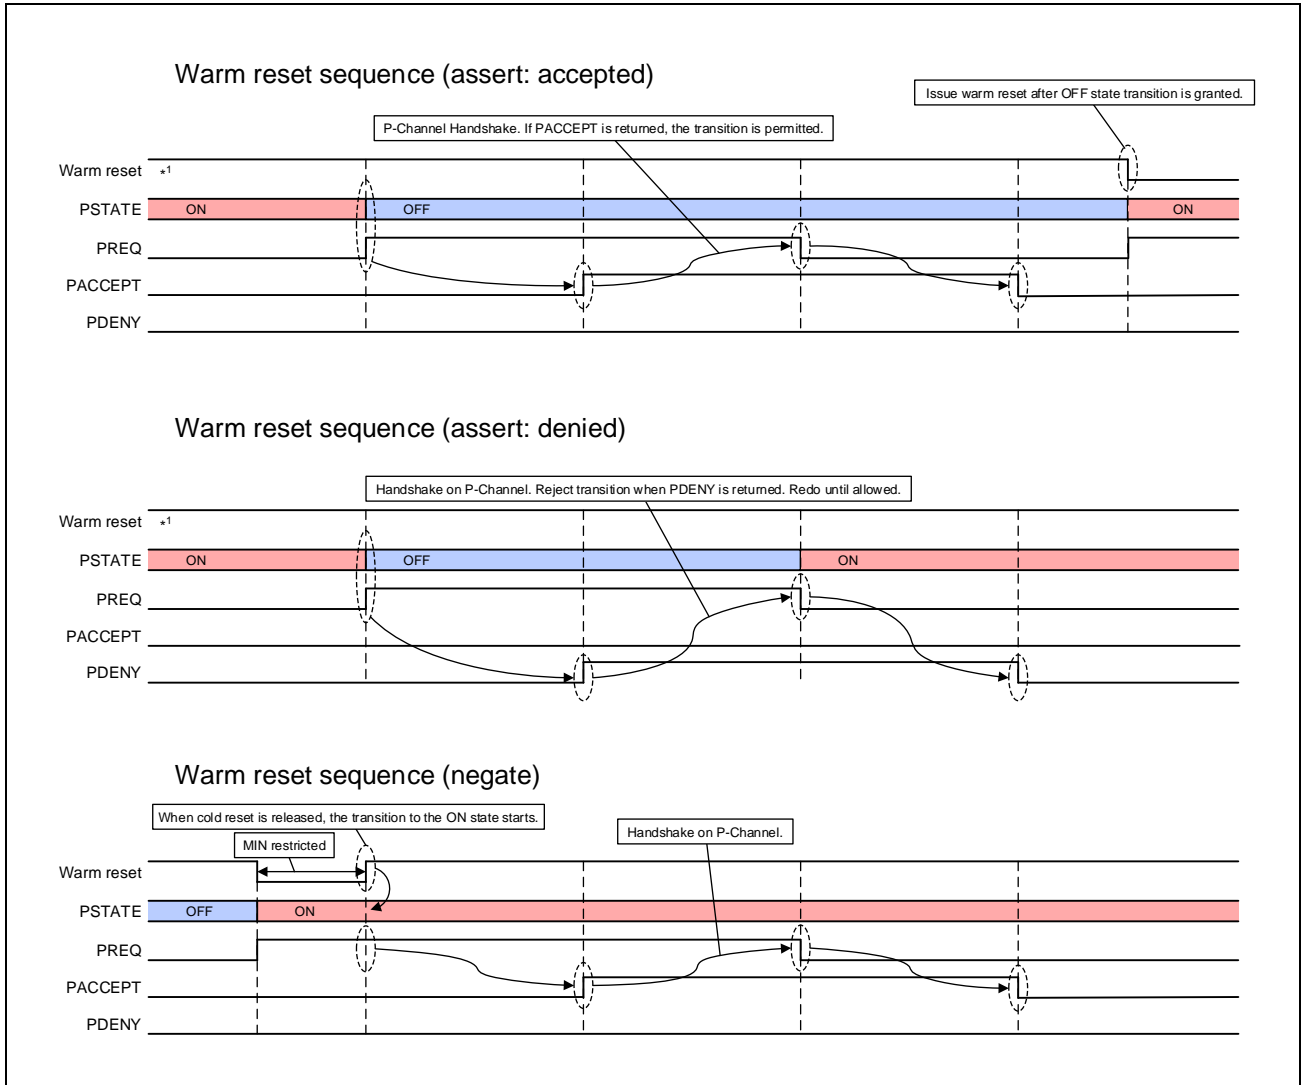 Warm reset sequence (assert: accepted)
Issue warm reset after OFF state transition is granted.
P-Channel Handshake. If PACCEPT is returned, the transition is permitted.
Warm reset *1
PSTATE ON OFF ON
PREQ
PACCEPT
PDENY
Warm reset sequence (assert: denied)
Handshake on P-Channel. Reject transition when PDENY is returned. Redo until allowed.
Warm reset *1
PSTATE ON OFF ON
PREQ
PACCEPT
PDENY
Warm reset sequence (negate)
When cold reset is released, the transition to the ON state starts.
Handshake on P-Channel.
MIN restricted
Warm reset
PSTATE OFF ON
PREQ
PACCEPT
PDENY